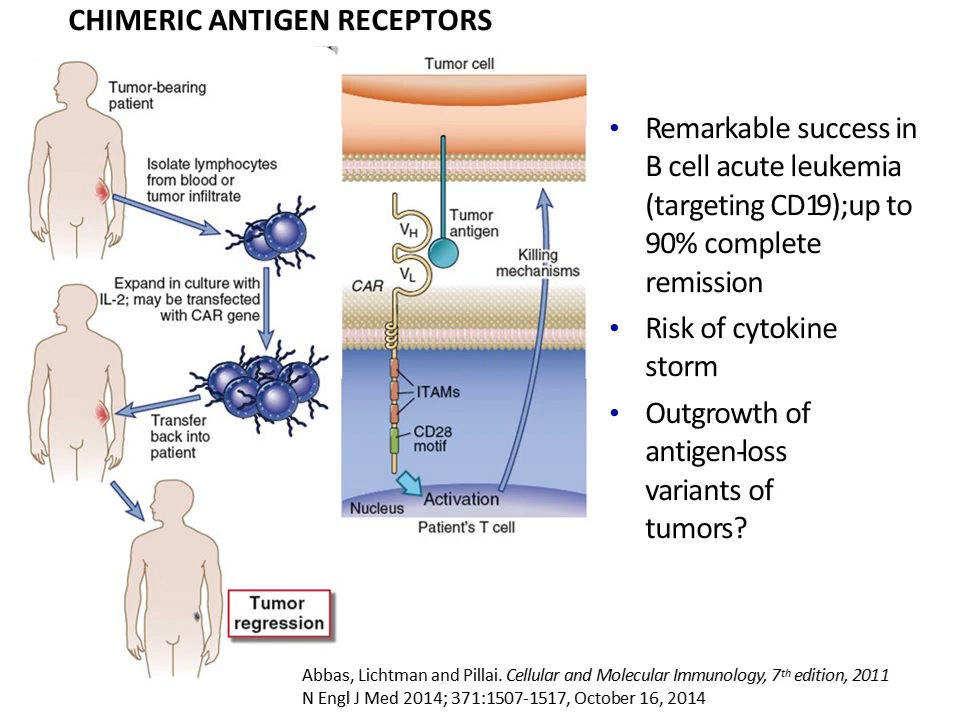 CHIMERIC ANTIGEN RECEPTORS
Tumor-bearing
patient
Isolate lymphocytes
from blood or
tumor infiltrate
Expand in culture with
IL-2; may be transfected
with CAR gene
Transfer
back into
patient
Tumor
regression
Tumor cell
VH
Tumor
antigen
VL
CAR
Killing
mechanisms
ITAMs
CD28
motif
Activation
Nucleus
Patient's T cell
• Remarkable success in
B cell acute leukemia
(targeting CD19);up to
90% complete
remission
• Risk of cytokine
storm
• Outgrowth of
antigen-loss
variants of
tumors?
Abbas, Lichtman and Pillai. Cellular and Molecular Immunology, 7th edition, 2011
N Engl J Med 2014; 371:1507-1517, October 16, 2014